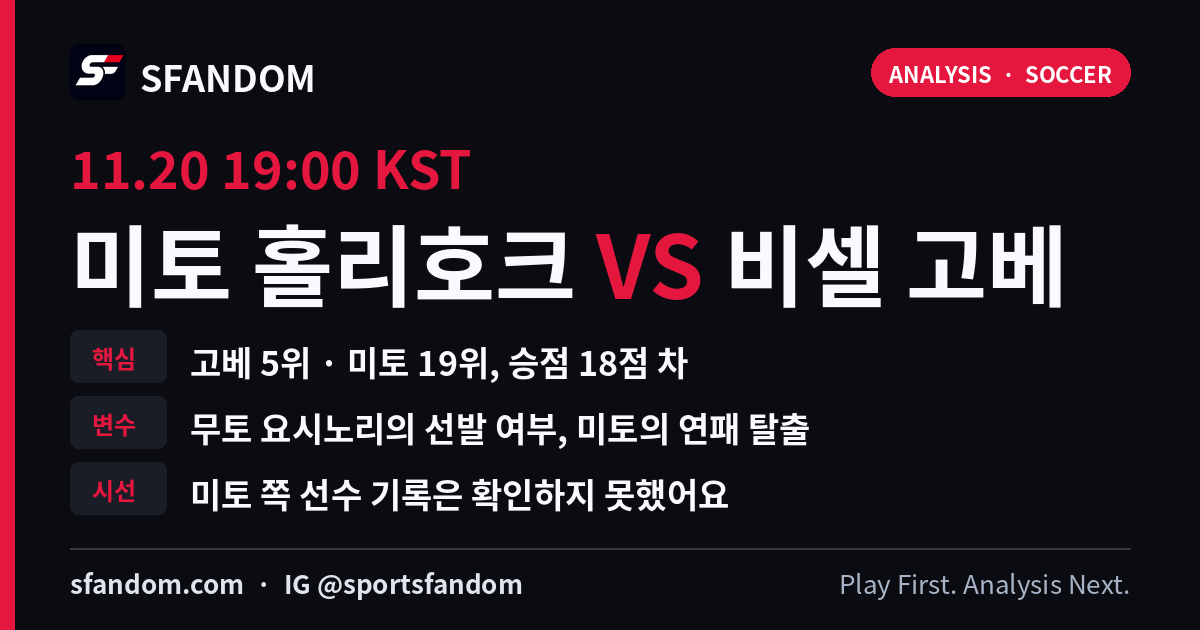 SFANDOM
ANALYSIS · SOCCER
11.20 19:00 KST
미토 홀리호크 VS 비셀 고베
핵심 고베 5위 · 미토 19위, 승점 18점 차
변수 무토 요시노리의 선발 여부, 미토의 연패 탈출
시선 미토 쪽 선수 기록은 확인하지 못했어요
sfandom.com · IG @sportsfandom
Play First. Analysis Next.